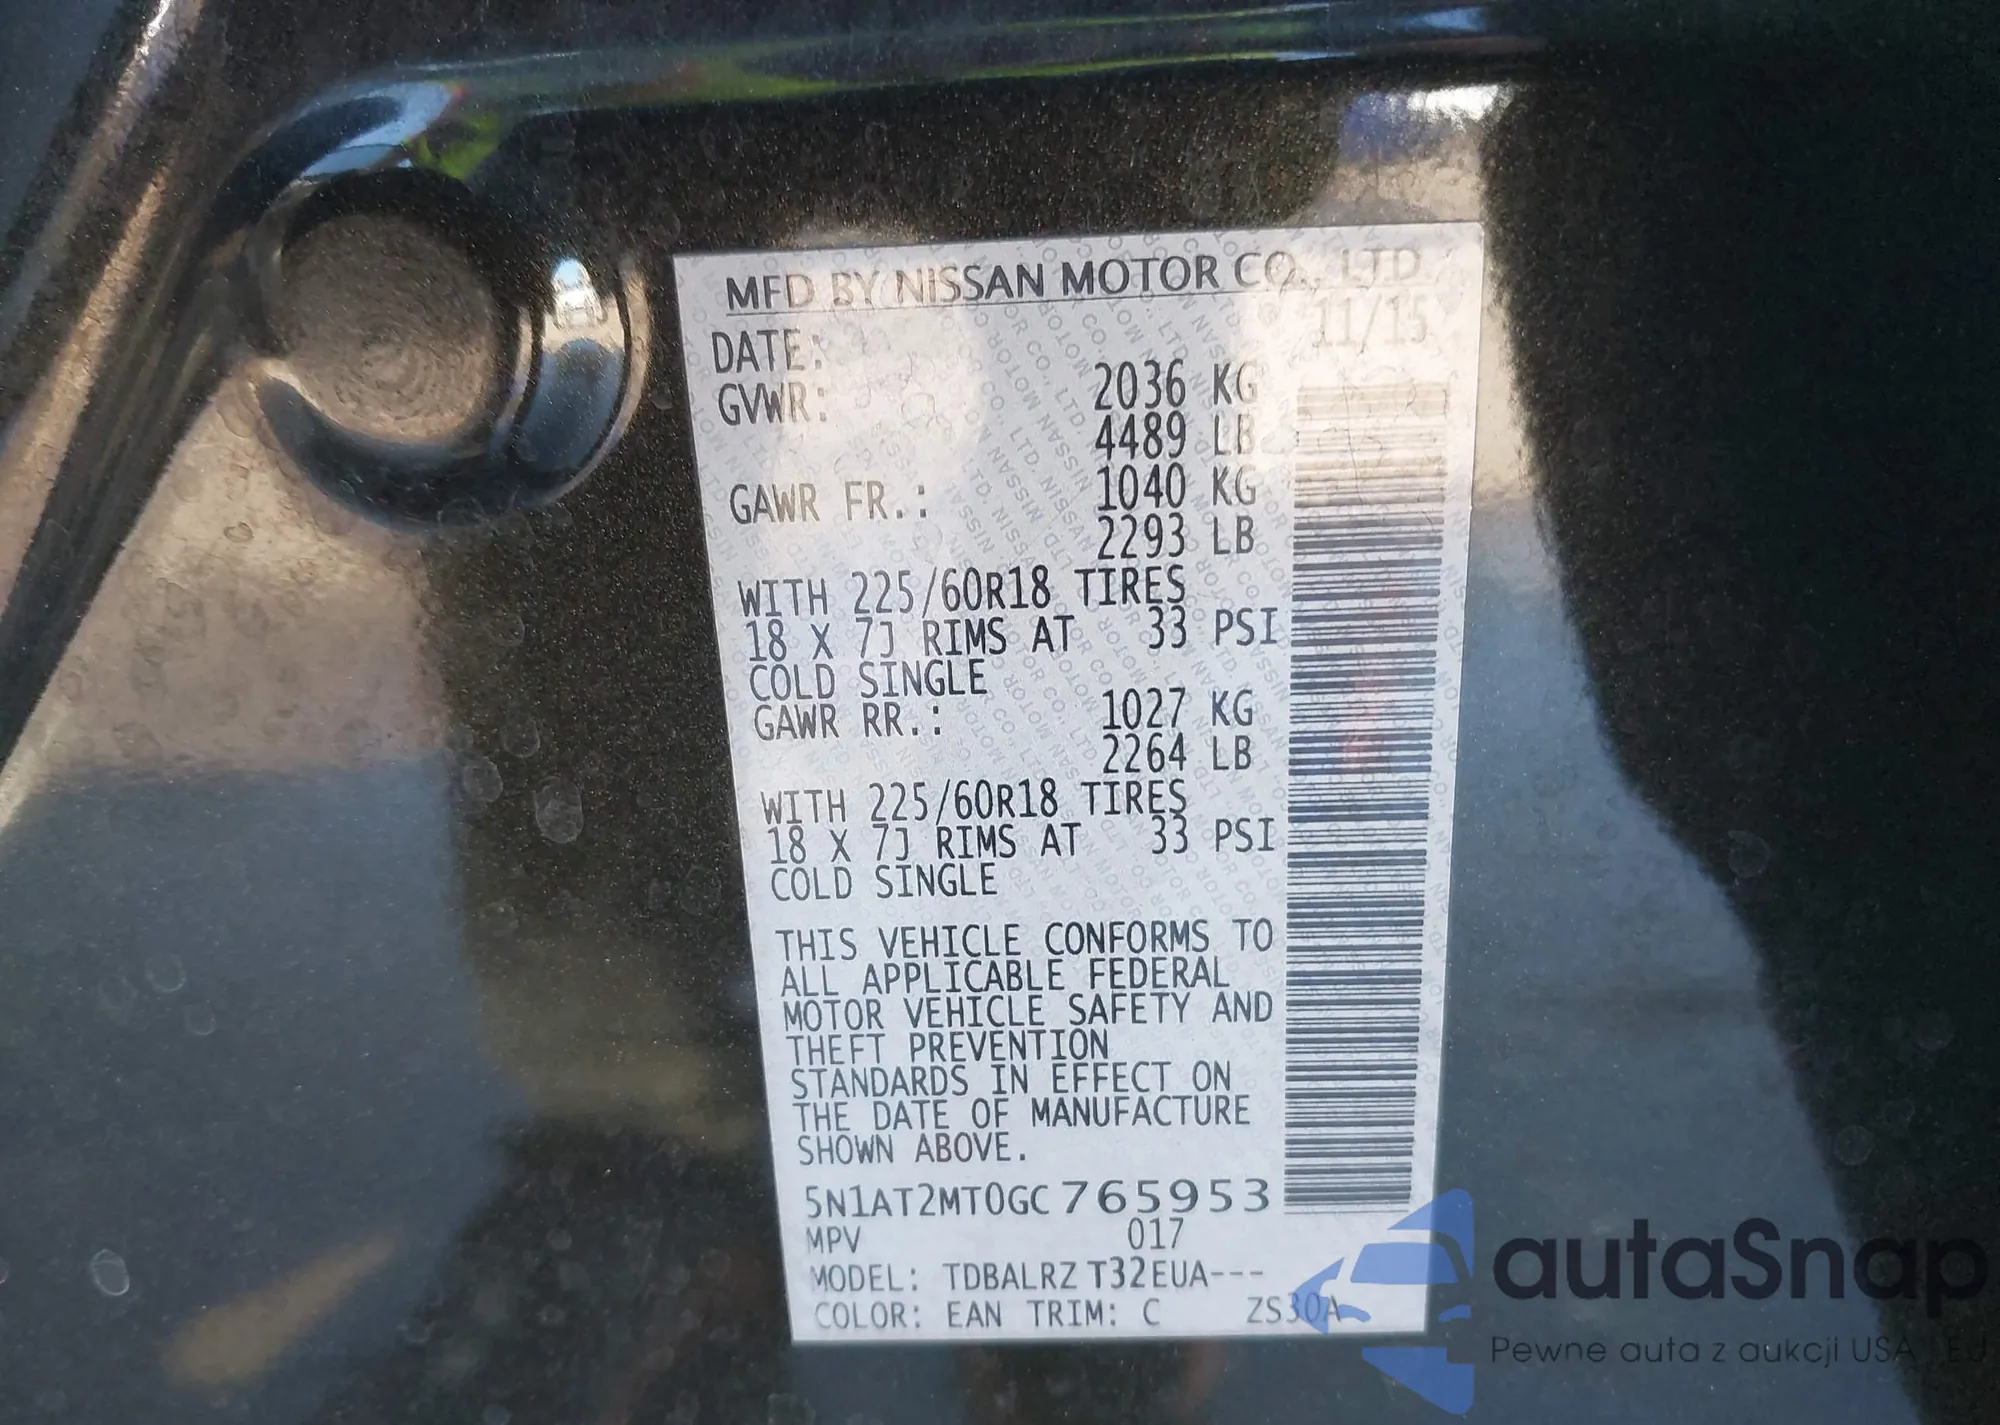 MFD BY NISSAN MOTOR CO., LTD
DATE: 11/15
GVWR: 2036 KG
4489 LB
GAWR FR.: 1040 KG
2293 LB
WITH 225/60R18 TIRES
18 X 7J RIMS AT 33 PSI
COLD SINGLE
GAWR RR.: 1027 KG
2264 LB
WITH 225/60R18 TIRES
18 X 7J RIMS AT 33 PSI
COLD SINGLE
THIS VEHICLE CONFORMS TO
ALL APPLICABLE FEDERAL
MOTOR VEHICLE SAFETY AND
THEFT PREVENTION
STANDARDS IN EFFECT ON
THE DATE OF MANUFACTURE
SHOWN ABOVE.
5N1AT2MT0GC765953
MPV 017
MODEL: TDBALRZ T32EUA---
COLOR: EAN TRIM: C ZS30A
autaSnap
Pewne auta z aukcji USA i EU